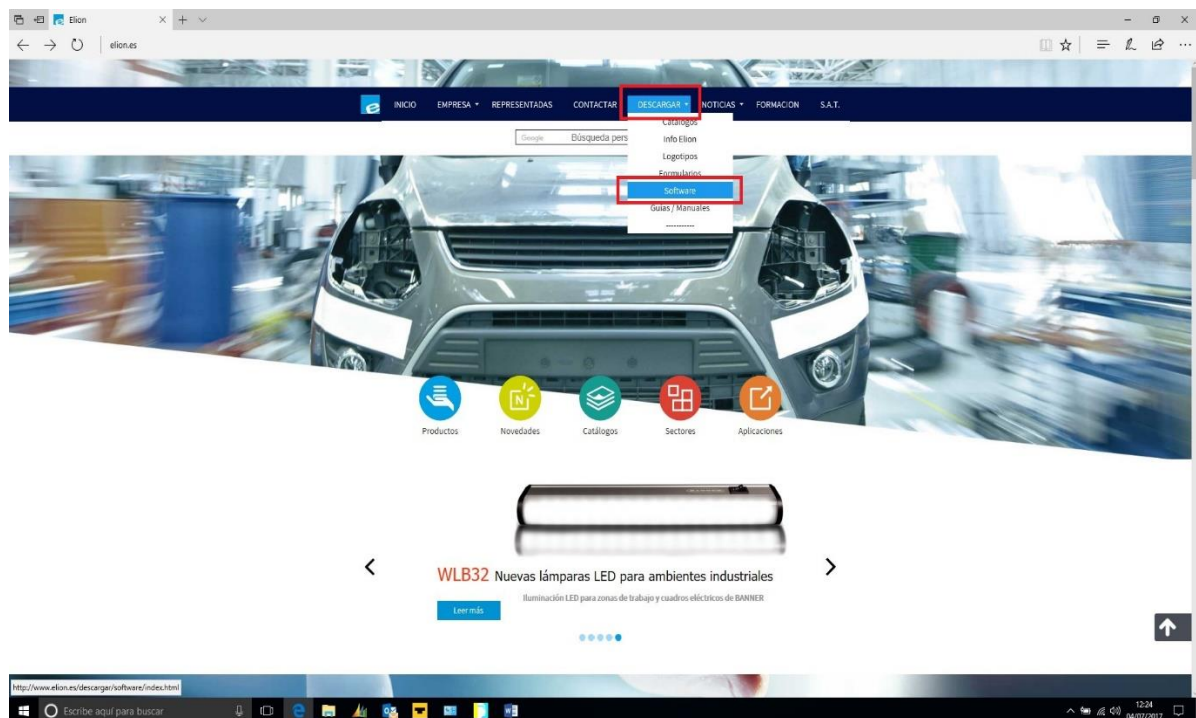 Elion
elion.es
INICIO EMPRESA REPRESENTADAS CONTACTAR DESCARGAR NOTICIAS FORMACION S.A.T.
Google Búsqueda pers
Catálogos
Info Elion
Logotipos
Formularios
Software
Guías / Manuales
-----------
Productos Novedades Catálogos Sectores Aplicaciones
WLB32 Nuevas lámparas LED para ambientes industriales
Iluminación LED para zonas de trabajo y cuadros eléctricos de BANNER
Leer más
http://www.elion.es/descargar/software/index.html
Escribe aquí para buscar
12:24
04/07/2017